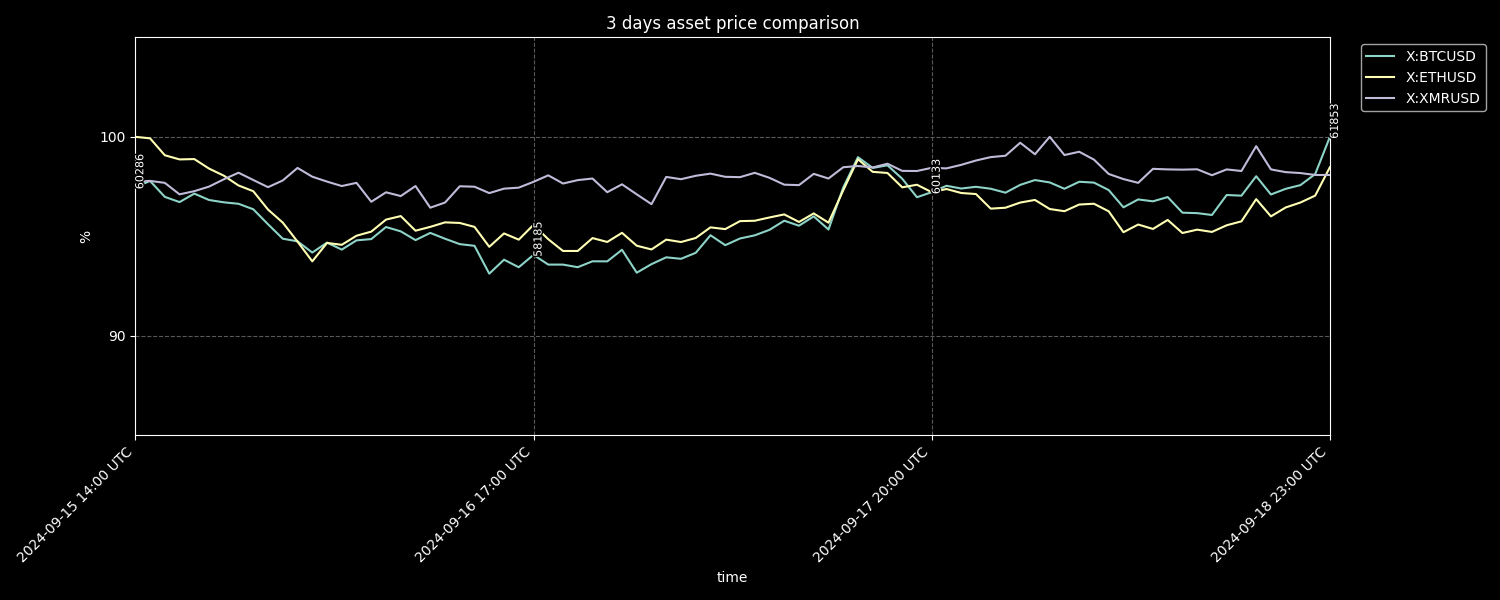 3 days asset price comparison
X:BTCUSD
X:ETHUSD
X:XMRUSD
100
90
%
60286
58185
60133
61853
2024-09-15 14:00 UTC
2024-09-16 17:00 UTC
2024-09-17 20:00 UTC
2024-09-18 23:00 UTC
time